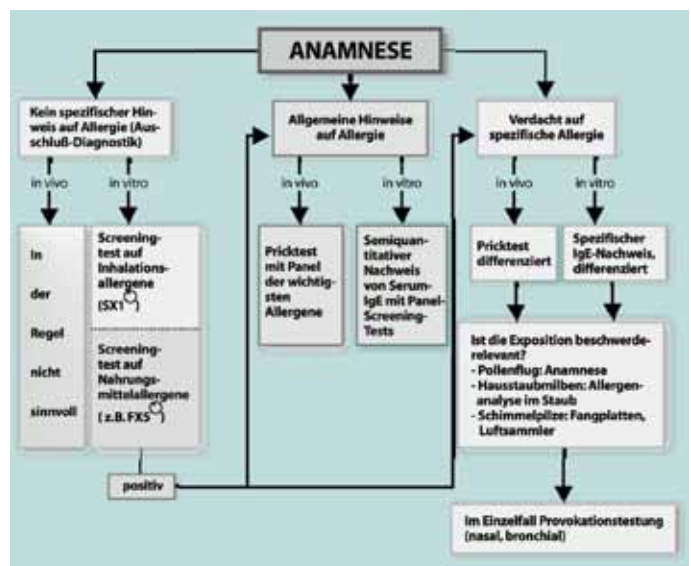 ANAMNESE
Kein spezifischer Hin-
weis auf Allergie (Aus-
schluß-Diagnostik)
in vivo
in vitro
In
der
Regel
nicht
sinnvoll
Screening-
test auf
Inhalations-
allergene
(SX1)
Screening-
test auf
Nahrungs-
mittelallergene
( z.B. FX5 )
positiv
Allgemeine Hinweise
auf Allergie
in vivo
in vitro
Pricktest
mit Panel
der wichtig-
sten
Allergene
Semiquan-
titativer
Nachweis
von Serum-
IgE mit Panel-
Screening-
Tests
Verdacht auf
spezifische Allergie
in vivo
in vitro
Pricktest
differenziert
Spezifischer
IgE-Nachweis,
differenziert
Ist die Exposition beschwerde-
relevant?
- Pollenflug: Anamnese
- Hausstaubmilben: Allergen-
analyse im Staub
- Schimmelpilze: Fangplatten,
Luftsammler
Im Einzelfall Provokationstestung
(nasal, bronchial)